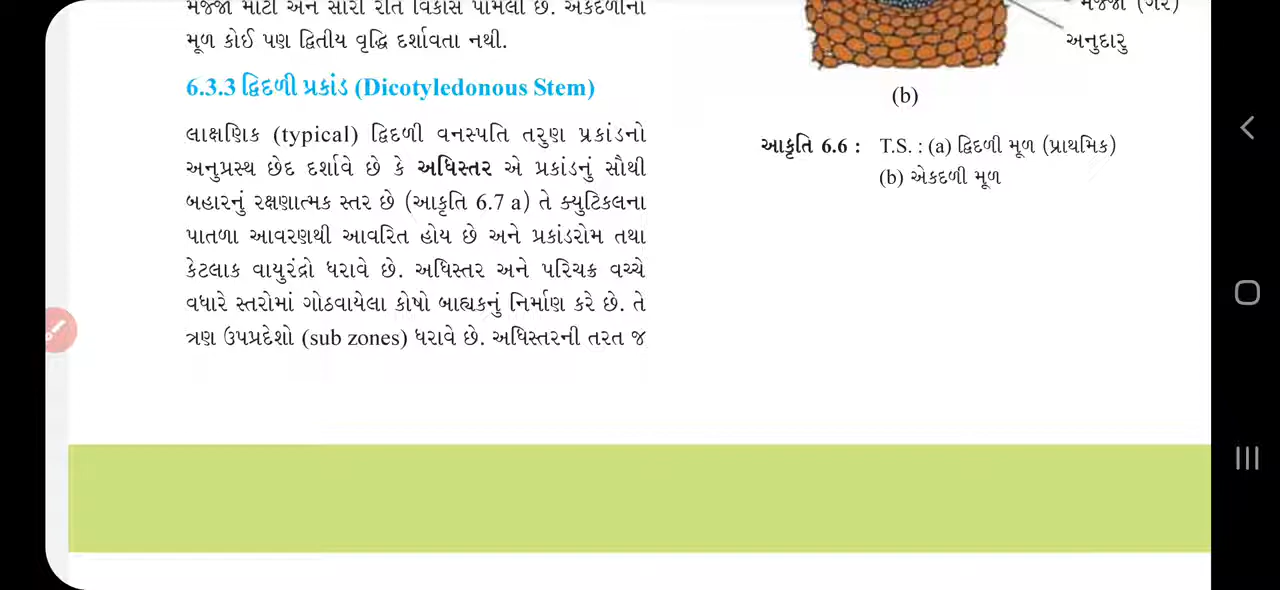 મજ્જા મોટી અને સારી રીતે વિકાસ પામેલી છે. એકદળીનાં
મૂળ કોઈ પણ દ્વિતીય વૃદ્ધિ દર્શાવતા નથી.
6.3.3 દ્વિદળી પ્રકાંડ (Dicotyledonous Stem)
લાક્ષણિક (typical) દ્વિદળી વનસ્પતિ તરુણ પ્રકાંડનો
અનુપ્રસ્થ છેદ દર્શાવે છે કે અધિસ્તર એ પ્રકાંડનું સૌથી
બહારનું રક્ષણાત્મક સ્તર છે (આકૃતિ 6.7 a) તે ક્યુટિકલના
પાતળા આવરણથી આવરિત હોય છે અને પ્રકાંડરોમ તથા
કેટલાક વાયુરંદ્રો ધરાવે છે. અધિસ્તર અને પરિચક્ર વચ્ચે
વધારે સ્તરોમાં ગોઠવાયેલા કોષો બાહ્યકનું નિર્માણ કરે છે. તે
ત્રણ ઉપપ્રદેશો (sub zones) ધરાવે છે. અધિસ્તરની તરત જ
મજ્જા (ગર)
અનુદારુ
(b)
આકૃતિ 6.6 : T.S. : (a) દ્વિદળી મૂળ (પ્રાથમિક)
(b) એકદળી મૂળ